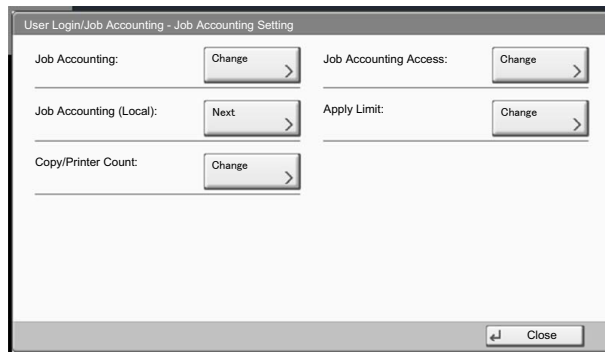 User Login/Job Accounting - Job Accounting Setting
Job Accounting: Change
Job Accounting Access: Change
Job Accounting (Local): Next
Apply Limit: Change
Copy/Printer Count: Change
Close